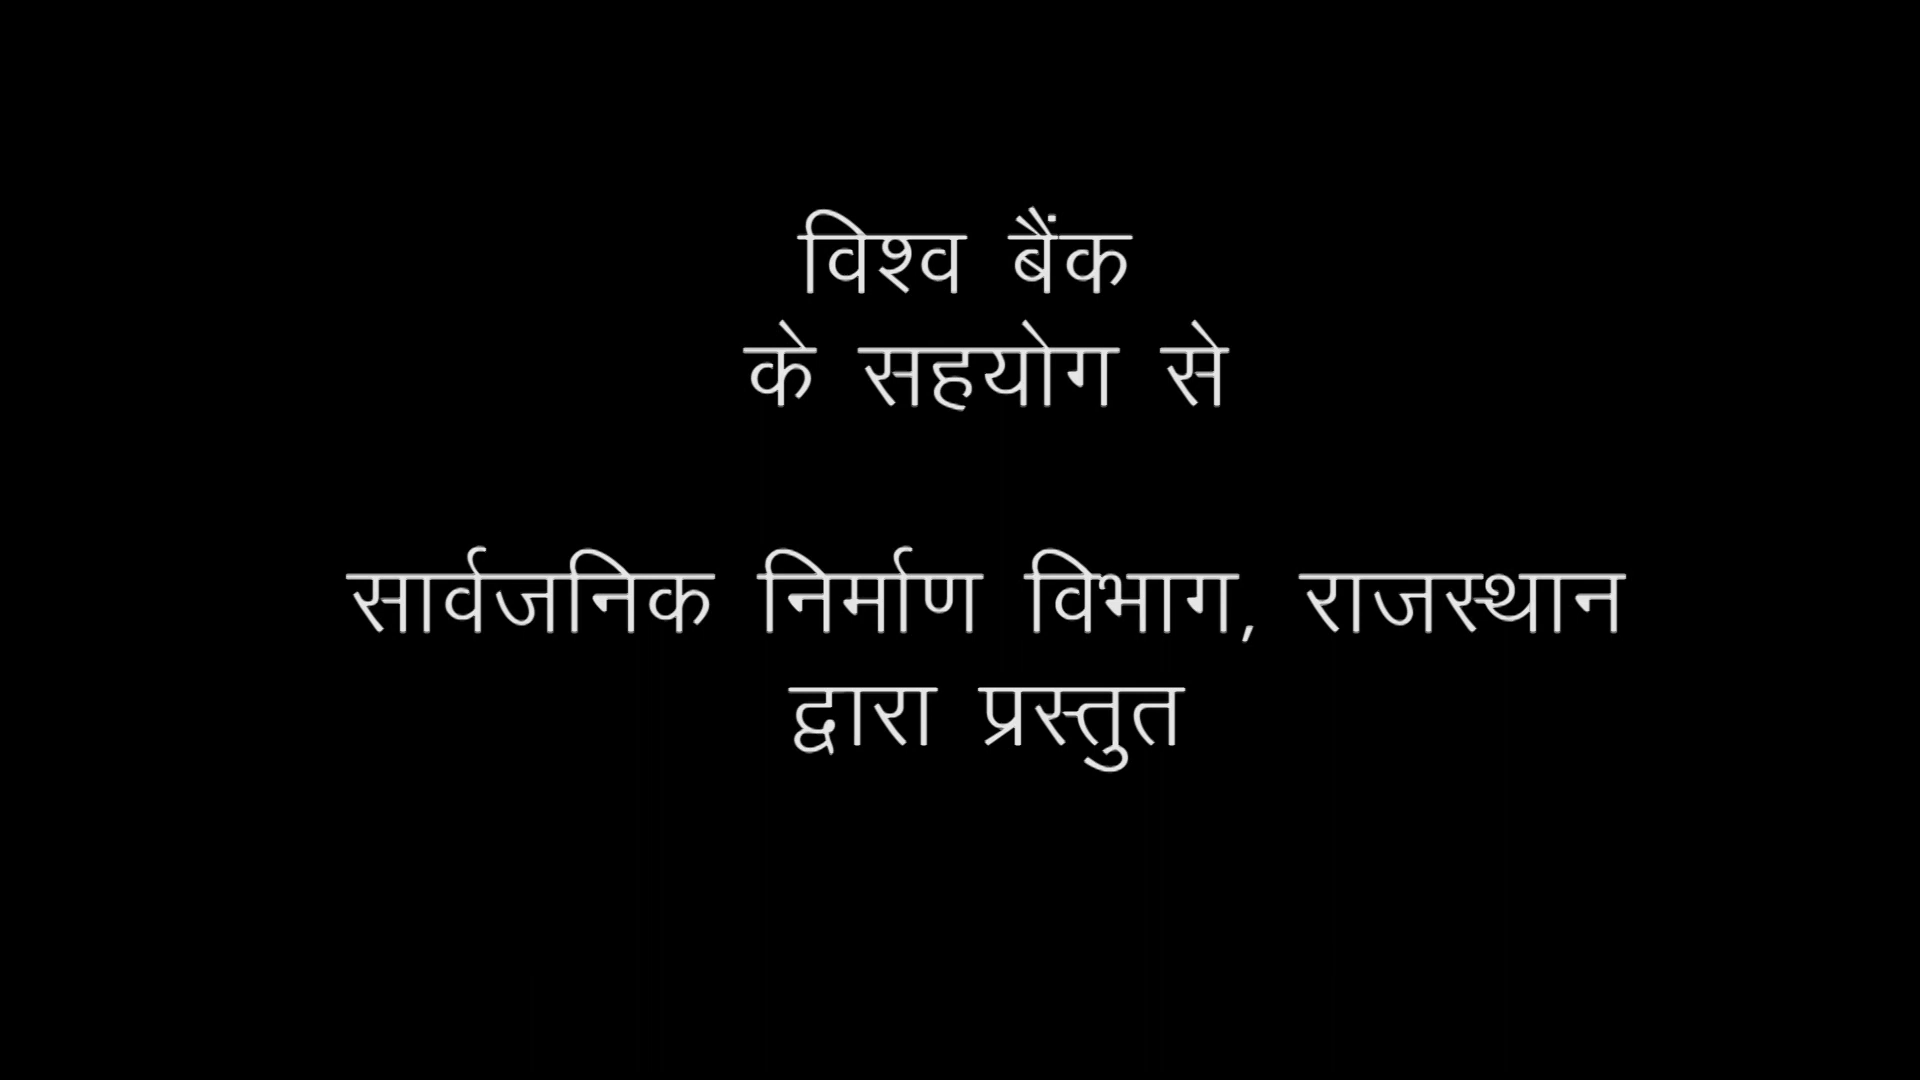 विश्व बैंक
के सहयोग से
सार्वजनिक निर्माण विभाग, राजस्थान
द्वारा प्रस्तुत